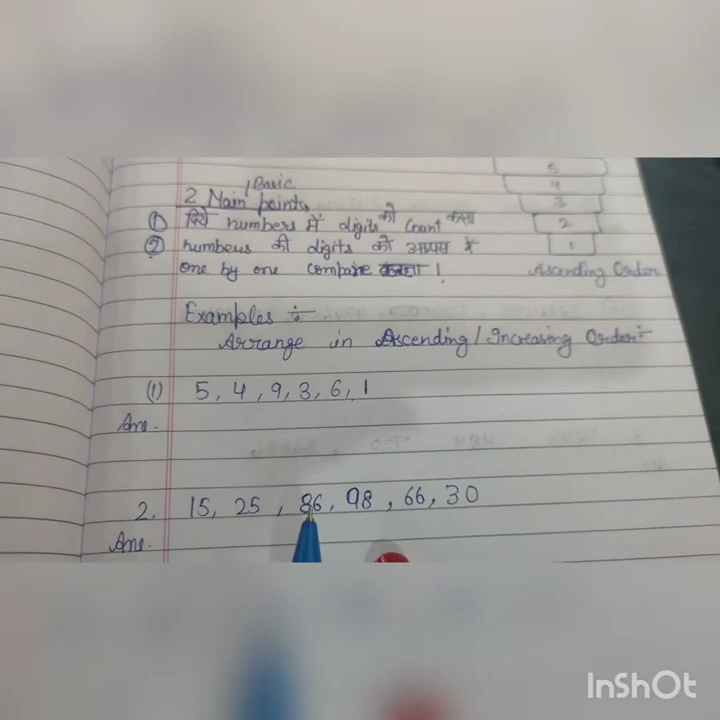 5
4
3
2
1
Ascending Order
2 Main Basic points
① दिये numbers में digits को Count करना
② numbers की digits को आपस में
one by one compare करना !
Examples ÷
Arrange in Ascending / Increasing Order ÷
(1) 5, 4, 9, 3, 6, 1
Ans.
2. 15, 25, 86, 98, 66, 30
Ans.
InShOt